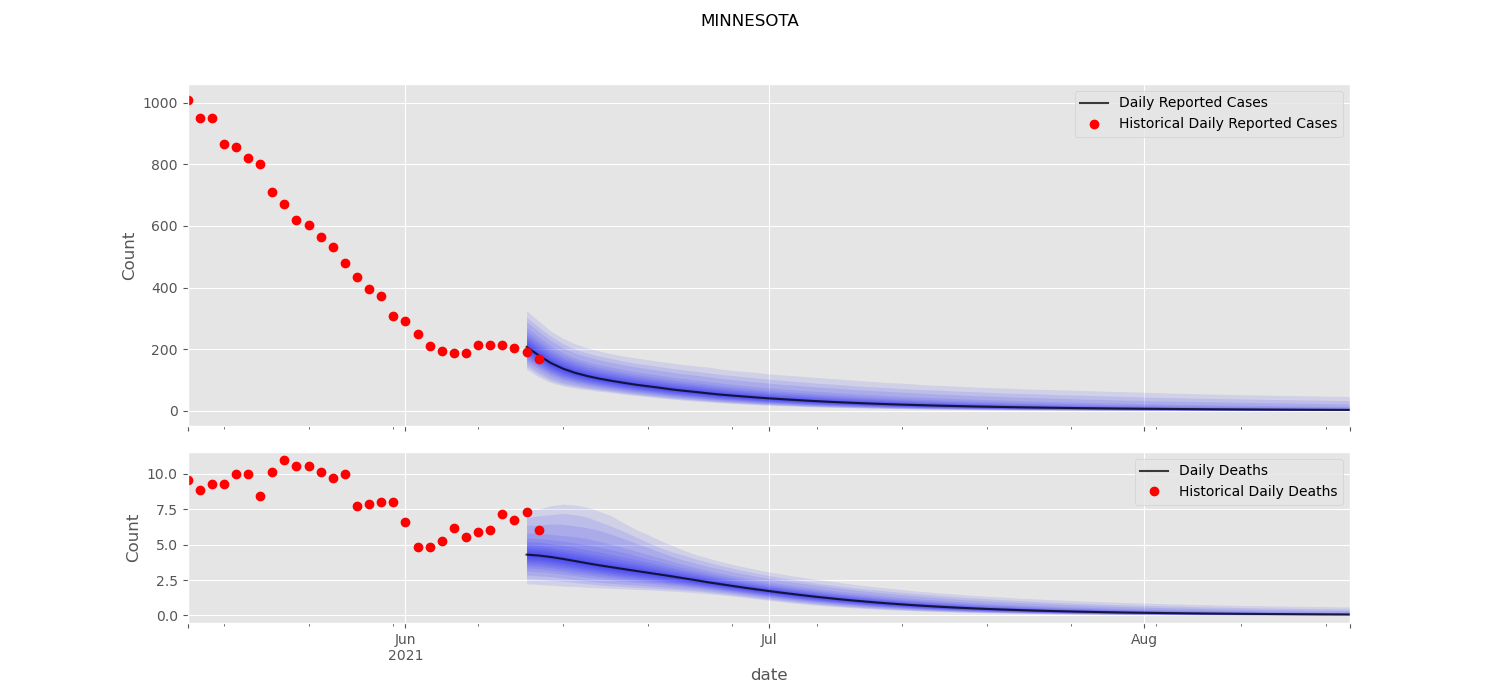 MINNESOTA
1000
800
600
400
200
0
Count
Daily Reported Cases
Historical Daily Reported Cases
10.0
7.5
5.0
2.5
0.0
Count
Daily Deaths
Historical Daily Deaths
Jun
2021
Jul
Aug
date